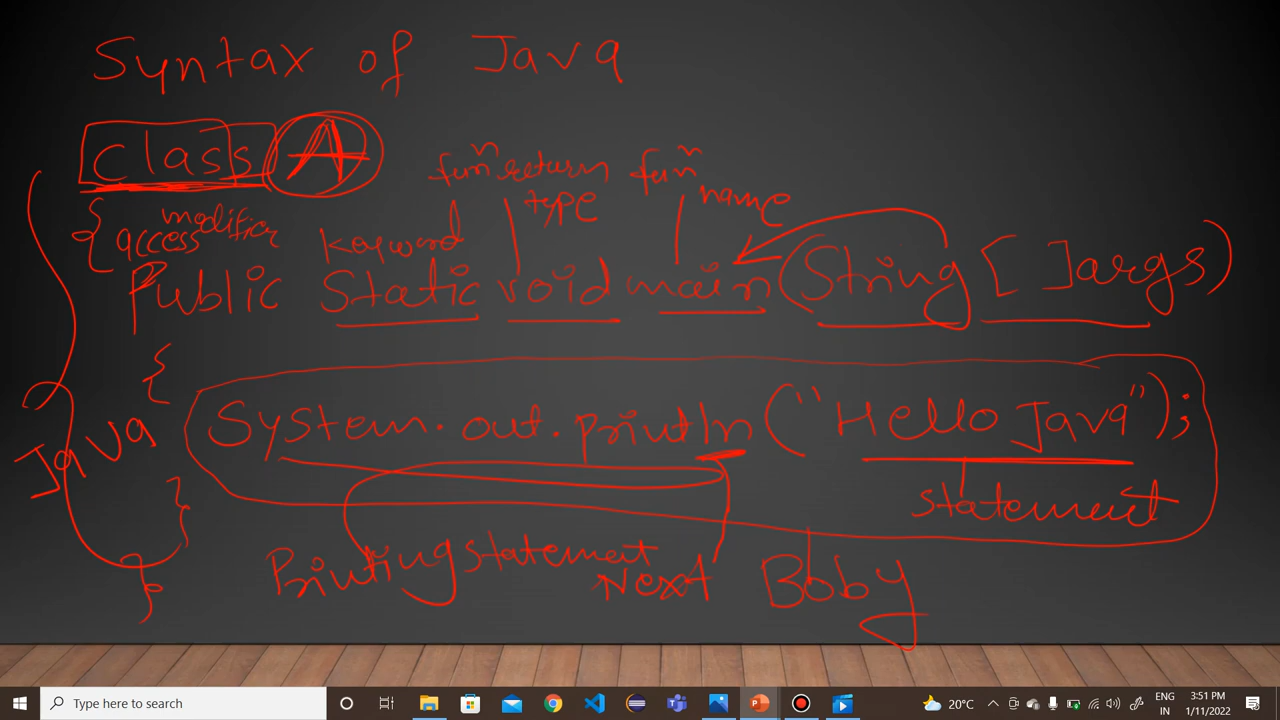 Syntax of Java
class A
funⁿ return type funⁿ name
{ access modifier keyword
Public Static void main (String [ ] args)
{
System.out.println ("Hello Java");
Java
statement
}
Printing statement Next Boby
}
Type here to search
20°C
ENG
IN
3:51 PM
1/11/2022